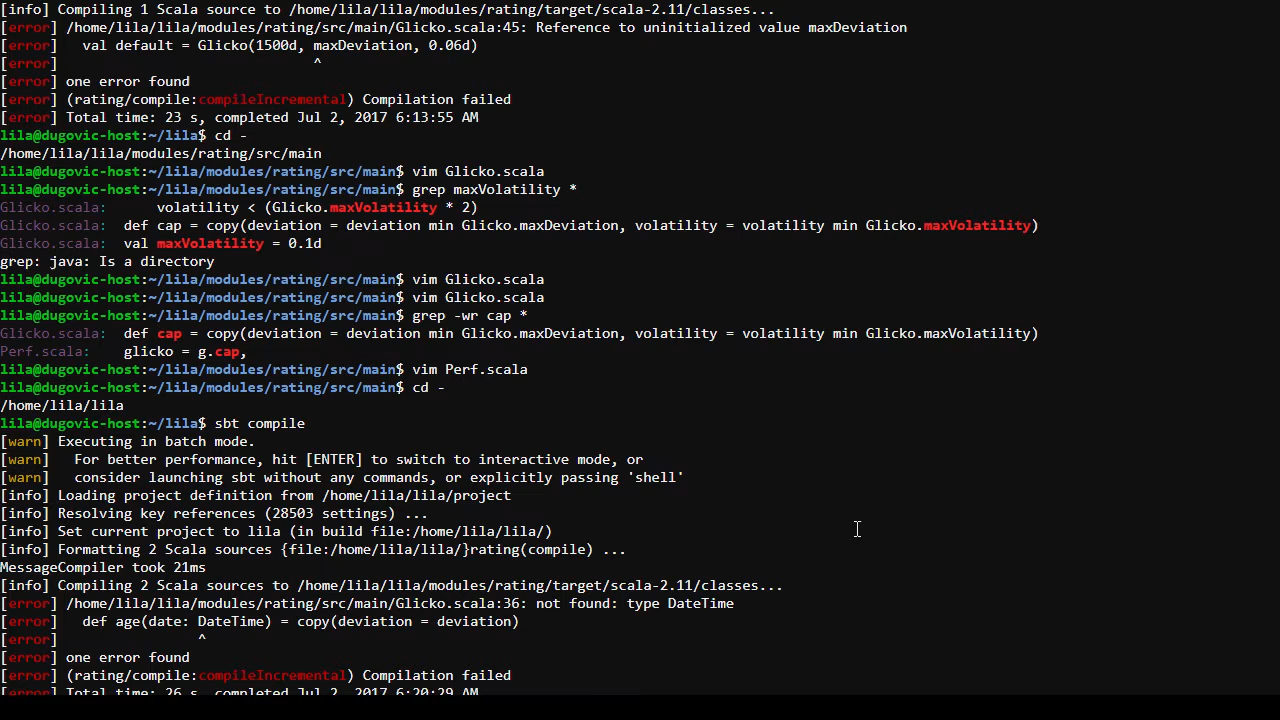 [info] Compiling 1 Scala source to /home/lila/lila/modules/rating/target/scala-2.11/classes...
[error] /home/lila/lila/modules/rating/src/main/Glicko.scala:45: Reference to uninitialized value maxDeviation
[error]   val default = Glicko(1500d, maxDeviation, 0.06d)
[error]                               ^
[error] one error found
[error] (rating/compile:compileIncremental) Compilation failed
[error] Total time: 23 s, completed Jul 2, 2017 6:13:55 AM
lila@dugovic-host:~/lila$ cd -
/home/lila/lila/modules/rating/src/main
lila@dugovic-host:~/lila/modules/rating/src/main$ vim Glicko.scala
lila@dugovic-host:~/lila/modules/rating/src/main$ grep maxVolatility *
Glicko.scala:      volatility < (Glicko.maxVolatility * 2)
Glicko.scala:  def cap = copy(deviation = deviation min Glicko.maxDeviation, volatility = volatility min Glicko.maxVolatility)
Glicko.scala:  val maxVolatility = 0.1d
grep: java: Is a directory
lila@dugovic-host:~/lila/modules/rating/src/main$ vim Glicko.scala
lila@dugovic-host:~/lila/modules/rating/src/main$ vim Glicko.scala
lila@dugovic-host:~/lila/modules/rating/src/main$ grep -wr cap *
Glicko.scala:  def cap = copy(deviation = deviation min Glicko.maxDeviation, volatility = volatility min Glicko.maxVolatility)
Perf.scala:    glicko = g.cap,
lila@dugovic-host:~/lila/modules/rating/src/main$ vim Perf.scala
lila@dugovic-host:~/lila/modules/rating/src/main$ cd -
/home/lila/lila
lila@dugovic-host:~/lila$ sbt compile
[warn] Executing in batch mode.
[warn]   For better performance, hit [ENTER] to switch to interactive mode, or
[warn]   consider launching sbt without any commands, or explicitly passing 'shell'
[info] Loading project definition from /home/lila/lila/project
[info] Resolving key references (28503 settings) ...
[info] Set current project to lila (in build file:/home/lila/lila/)
[info] Formatting 2 Scala sources {file:/home/lila/lila/}rating(compile) ...
MessageCompiler took 21ms
[info] Compiling 2 Scala sources to /home/lila/lila/modules/rating/target/scala-2.11/classes...
[error] /home/lila/lila/modules/rating/src/main/Glicko.scala:36: not found: type DateTime
[error]   def age(date: DateTime) = copy(deviation = deviation)
[error]                 ^
[error] one error found
[error] (rating/compile:compileIncremental) Compilation failed
[error] Total time: 26 s, completed Jul 2, 2017 6:20:29 AM